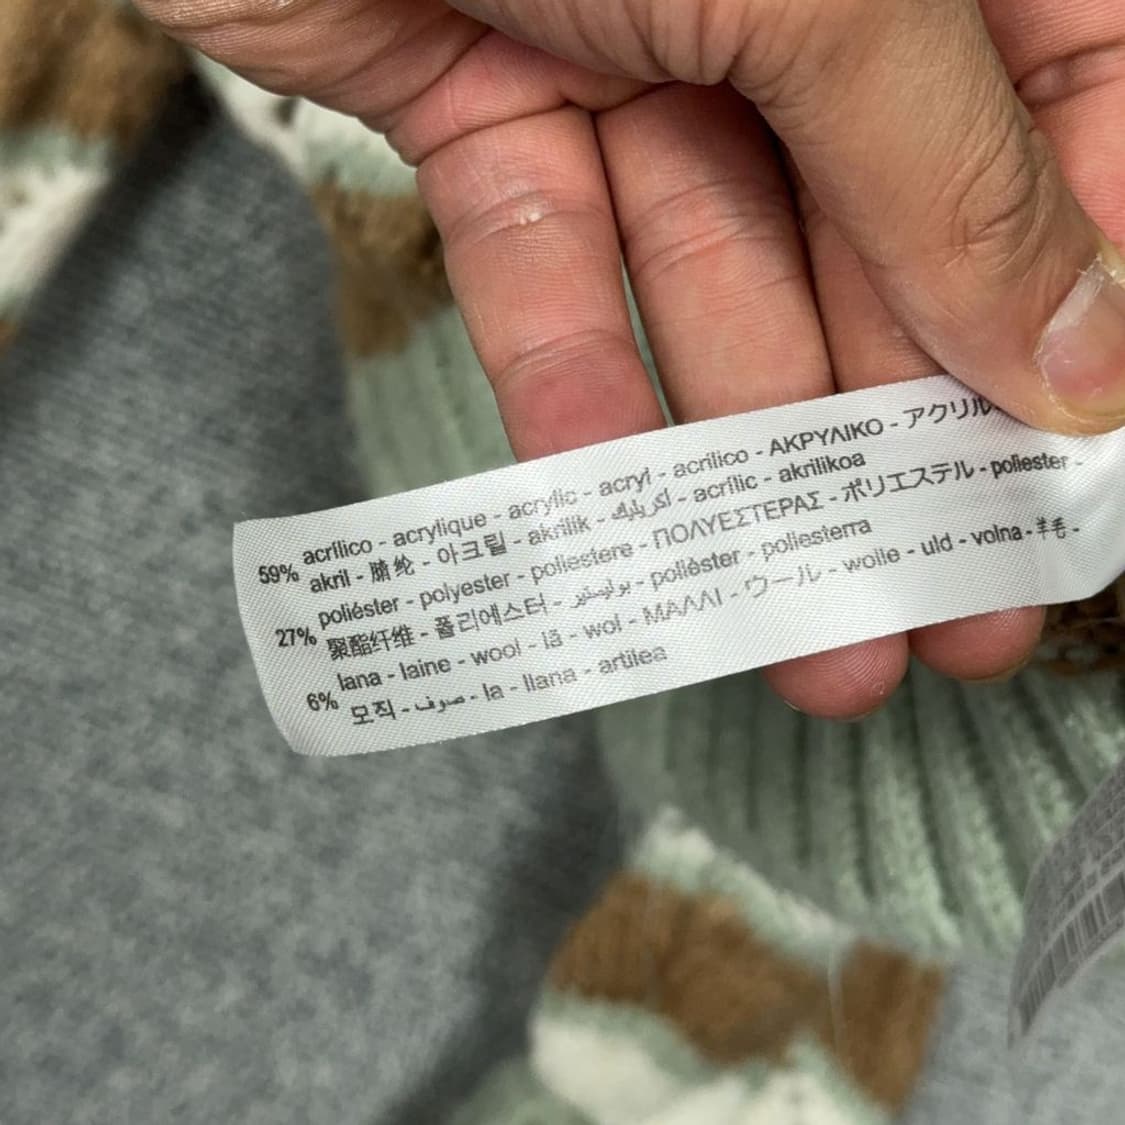 59% acrílico - acrylique - acrylic - acryl - acrílico - ΑΚΡΥΛΙΚΟ - アクリル
akril - 腈纶 - 아크릴 - akrilik - أكريليك - acrílic - akrilikoa
27% poliéster - polyester - poliestere - ΠΟΛΥΕΣΤΕΡΑΣ - ポリエステル - poliester -
聚酯纤维 - 폴리에스터 - بوليستير - polièster - poliesterra
6% lana - laine - wool - lã - wol - ΜΑΛΛΙ - ウール - wolle - uld - volna - 羊毛 -
모직 - صوف - la - llana - artilea